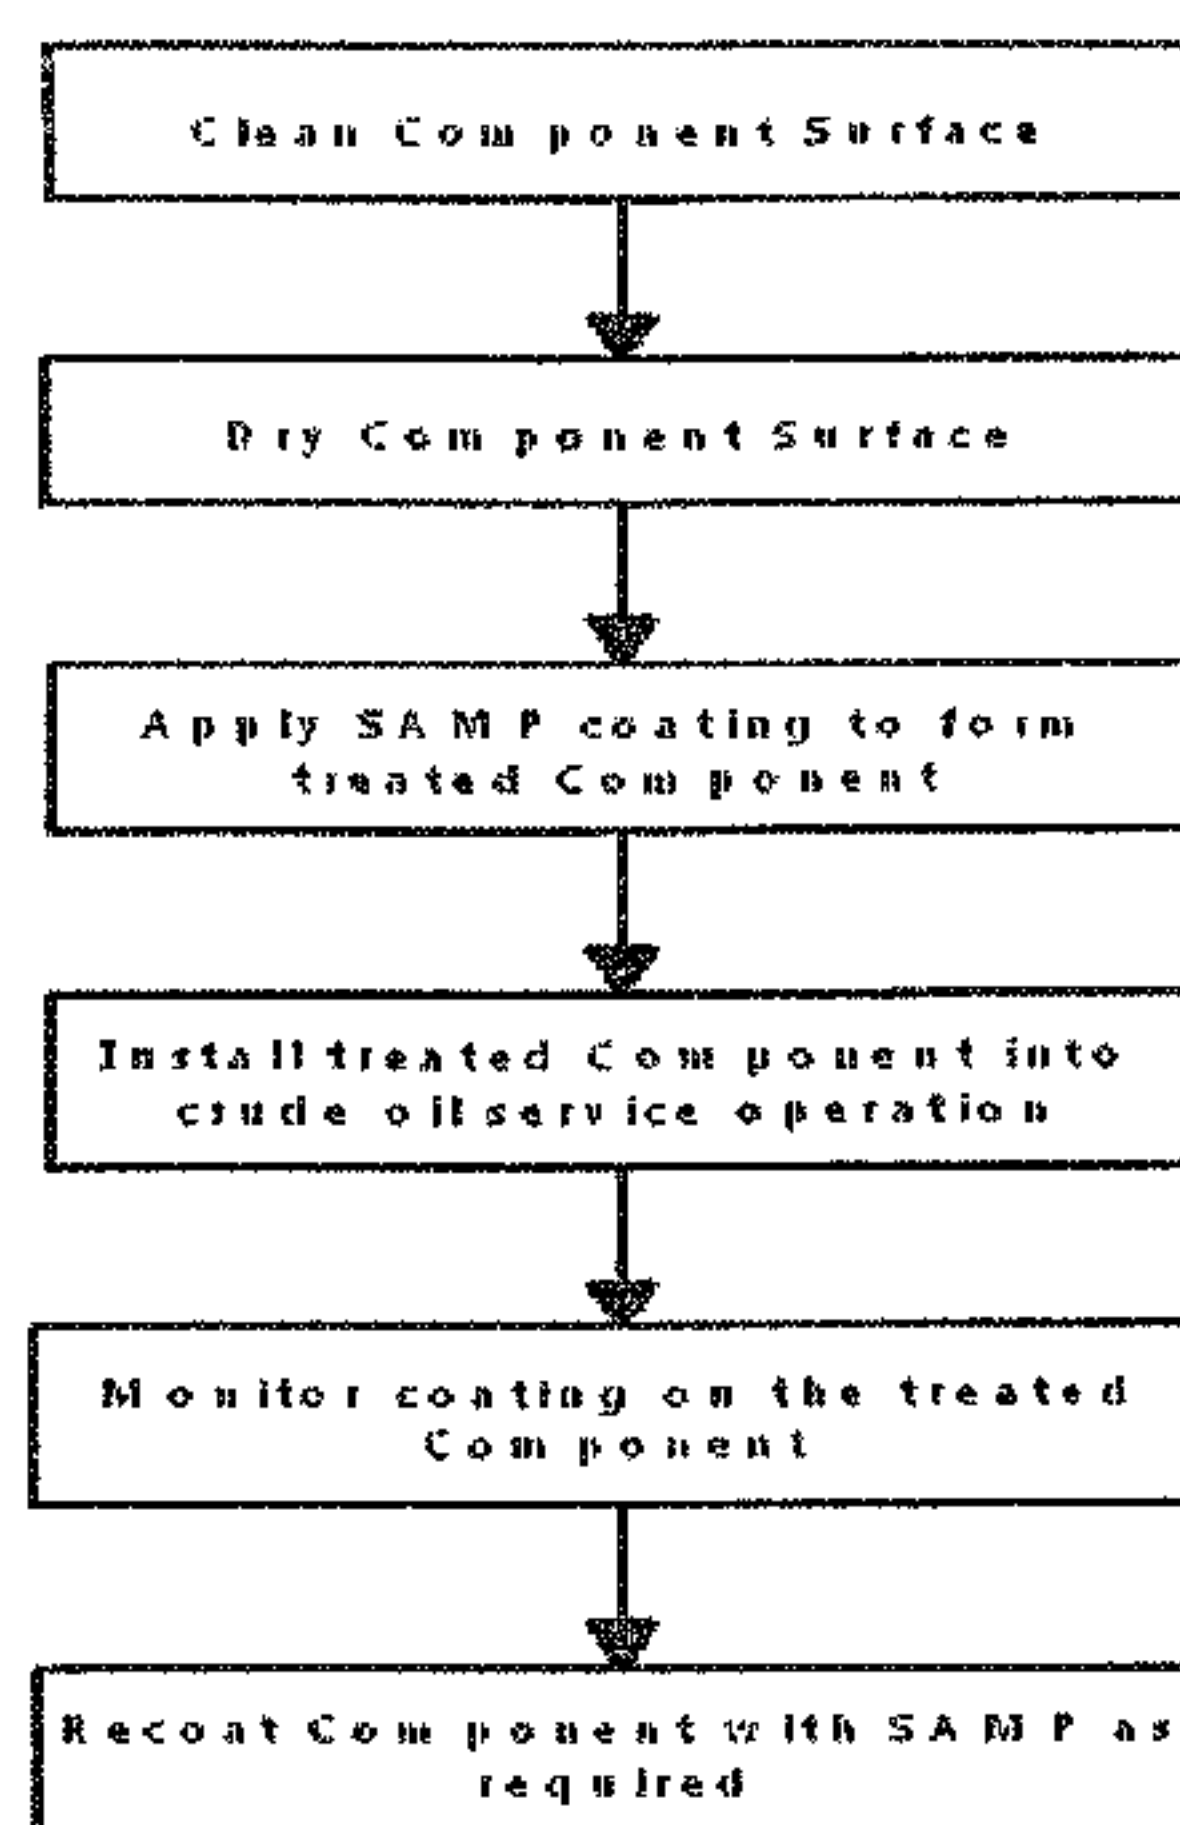 Clean Component Surface
Dry Component Surface
Apply SAMP coating to form
treated Component
Install treated Component into
crude oil service operation
Monitor coating on the treated
Component
Recoat Component with SAMP as
required